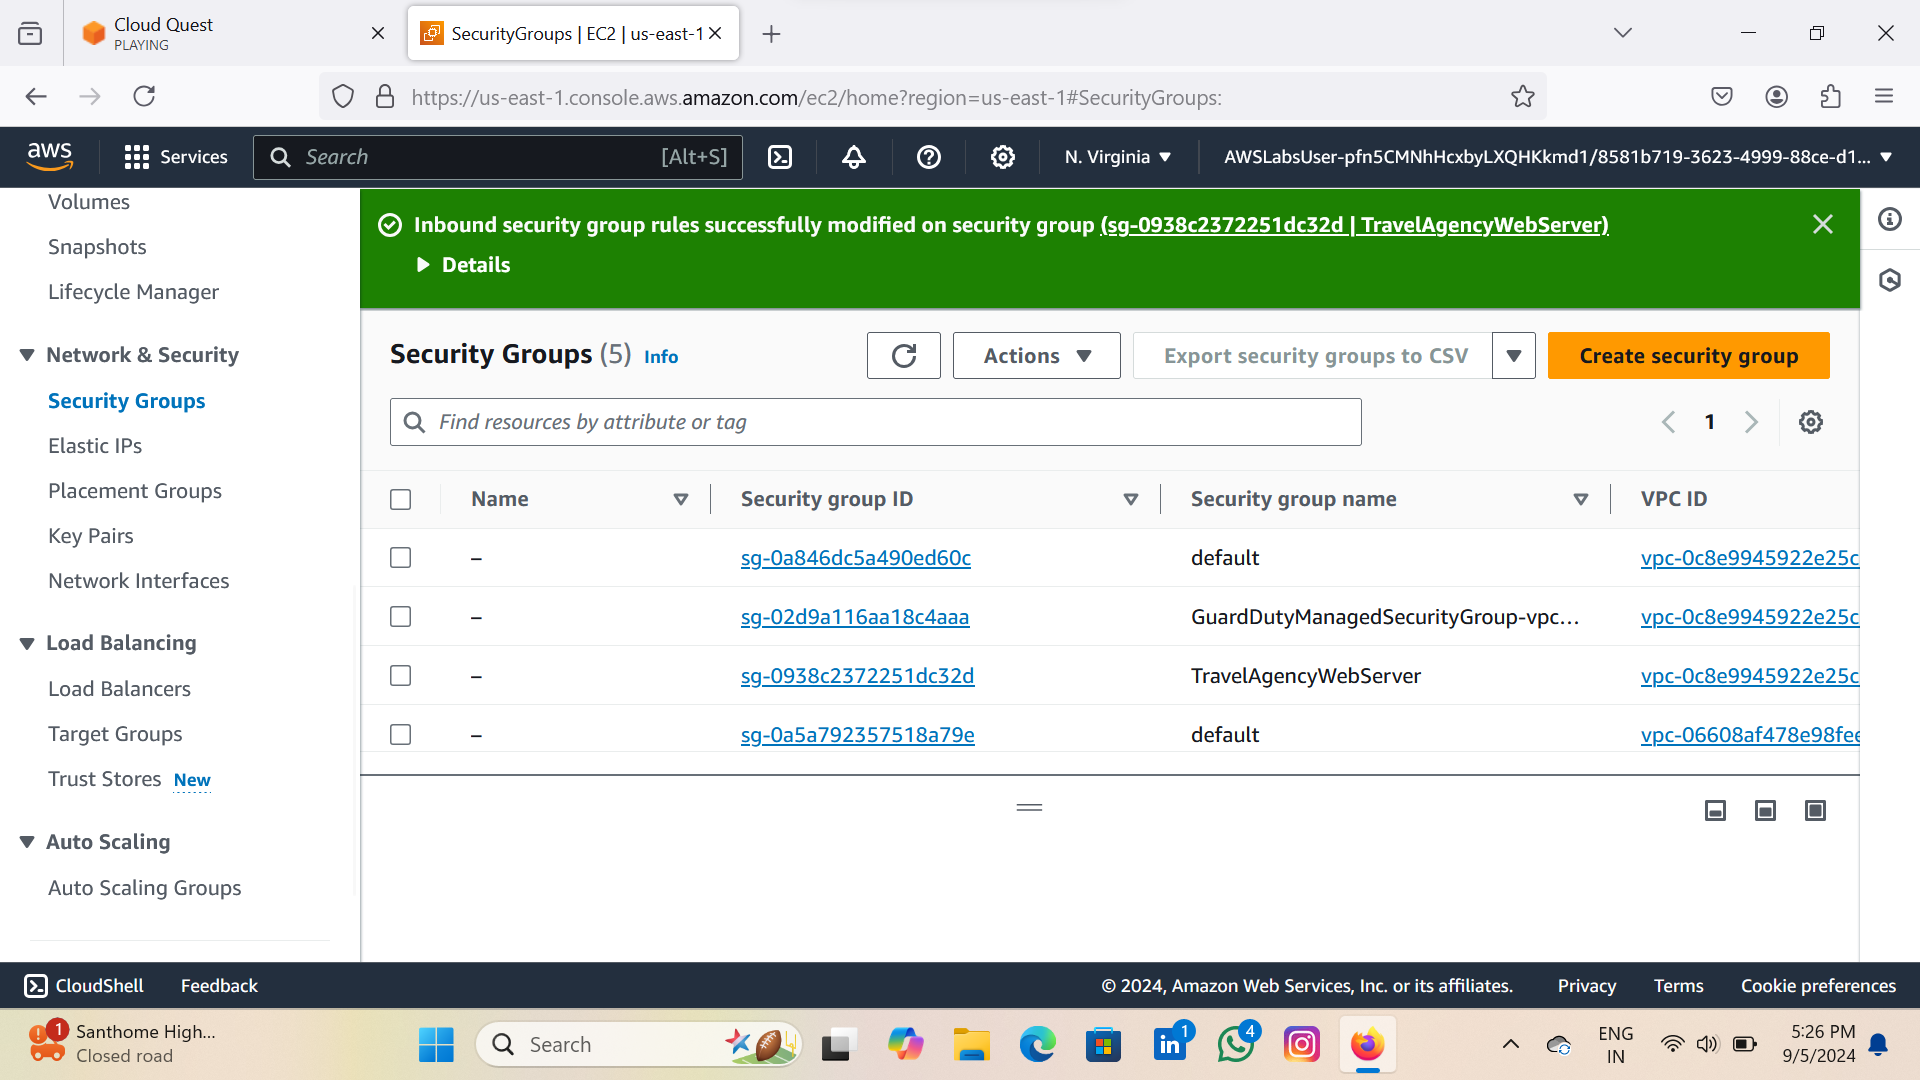 Cloud Quest
PLAYING
SecurityGroups | EC2 | us-east-1
https://us-east-1.console.aws.amazon.com/ec2/home?region=us-east-1#SecurityGroups:
aws
Services
Search
[Alt+S]
N. Virginia
AWSLabsUser-pfn5CMNhHcxbyLXQHKkmd1/8581b719-3623-4999-88ce-d1...
Volumes
Snapshots
Lifecycle Manager
Network & Security
Security Groups
Elastic IPs
Placement Groups
Key Pairs
Network Interfaces
Load Balancing
Load Balancers
Target Groups
Trust Stores New
Auto Scaling
Auto Scaling Groups
Inbound security group rules successfully modified on security group (sg-0938c2372251dc32d | TravelAgencyWebServer)
Details
Security Groups (5) Info
Actions
Export security groups to CSV
Create security group
Find resources by attribute or tag
1
Name Security group ID Security group name VPC ID
– sg-0a846dc5a490ed60c default vpc-0c8e9945922e25c
– sg-02d9a116aa18c4aaa GuardDutyManagedSecurityGroup-vpc... vpc-0c8e9945922e25c
– sg-0938c2372251dc32d TravelAgencyWebServer vpc-0c8e9945922e25c
– sg-0a5a792357518a79e default vpc-06608af478e98fee
CloudShell
Feedback
© 2024, Amazon Web Services, Inc. or its affiliates.
Privacy
Terms
Cookie preferences
1
Santhome High...
Closed road
Search
1
4
ENG
IN
5:26 PM
9/5/2024